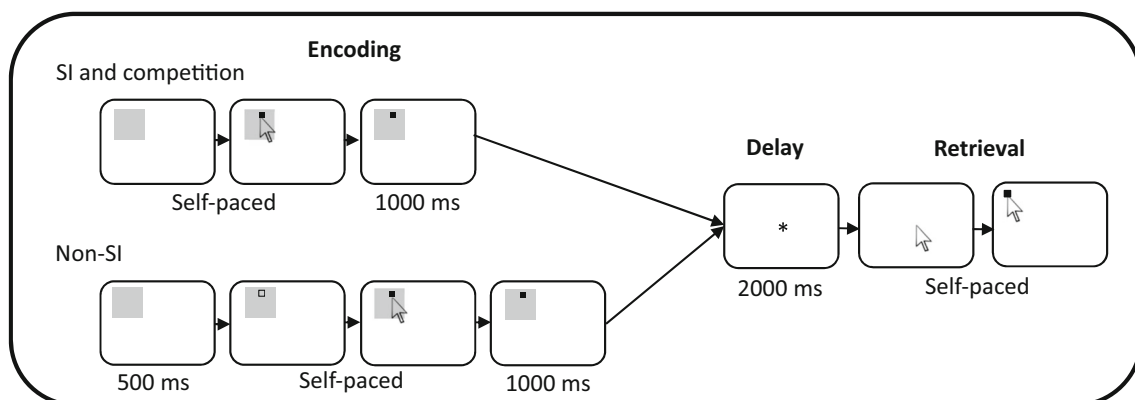 Encoding
SI and competition
Self-paced
1000 ms
Non-SI
500 ms
Self-paced
1000 ms
Delay
*
2000 ms
Retrieval
Self-paced